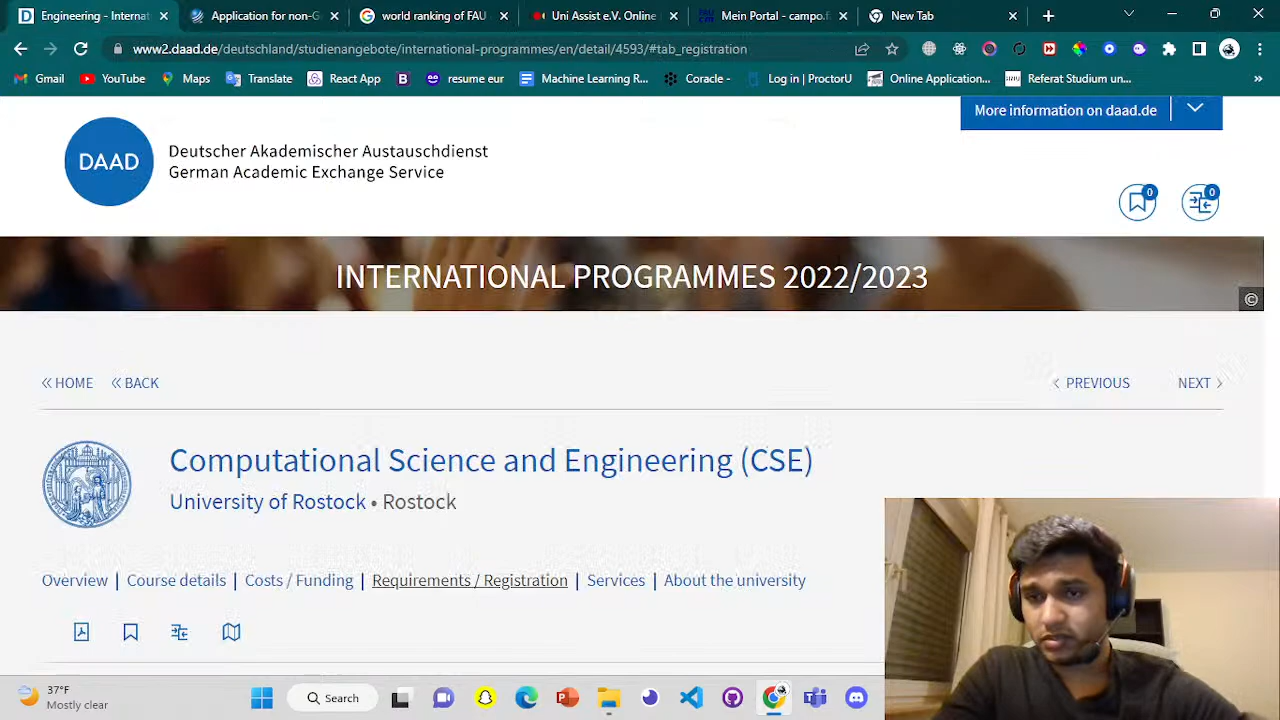 Engineering - Internat
Application for non-G
world ranking of FAU
Uni Assist e.V. Online
Mein Portal - campo.f
New Tab
www2.daad.de/deutschland/studienangebote/international-programmes/en/detail/4593/#tab_registration
Gmail
YouTube
Maps
Translate
React App
resume eur
Machine Learning R...
Coracle -
Log in | ProctorU
Online Application...
Referat Studium un...
More information on daad.de
DAAD
Deutscher Akademischer Austauschdienst
German Academic Exchange Service
0
0
INTERNATIONAL PROGRAMMES 2022/2023
©
« HOME
« BACK
< PREVIOUS
NEXT >
Computational Science and Engineering (CSE)
University of Rostock • Rostock
Overview | Course details | Costs / Funding | Requirements / Registration | Services | About the university
37°F
Mostly clear
Search